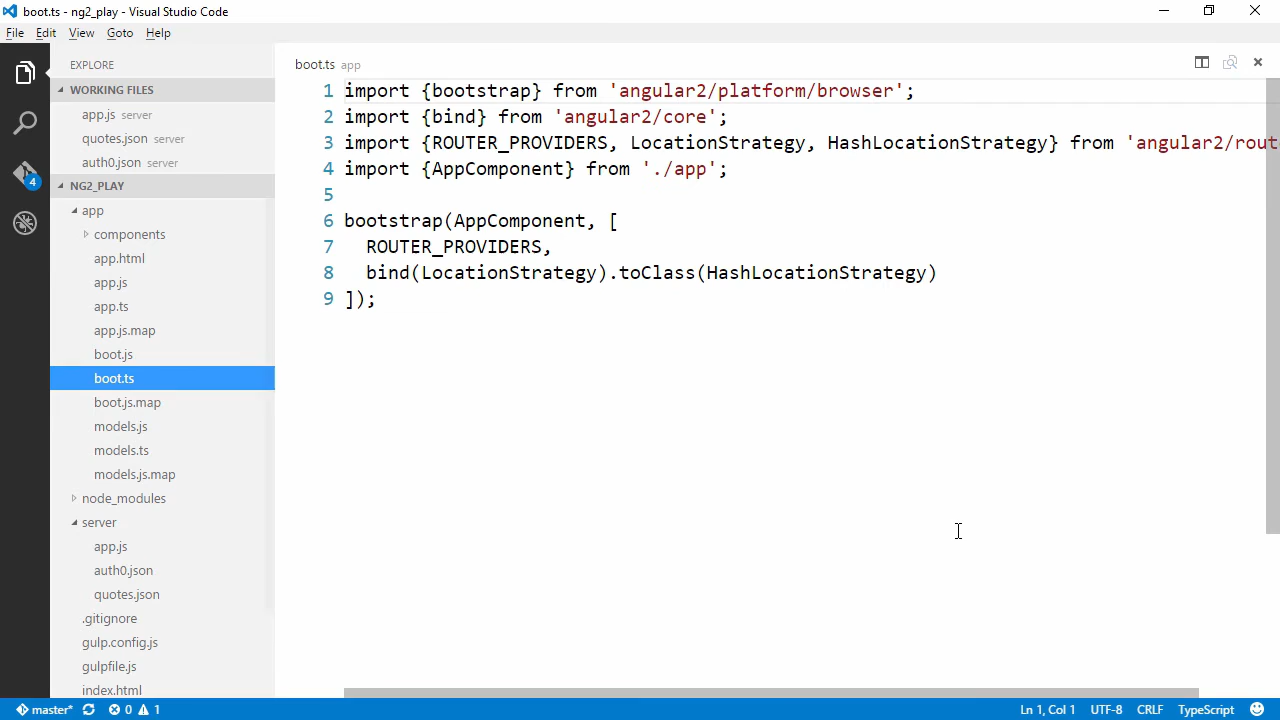 boot.ts - ng2_play - Visual Studio Code
File Edit View Goto Help
EXPLORE
WORKING FILES
app.js server
quotes.json server
auth0.json server
NG2_PLAY
app
components
app.html
app.js
app.ts
app.js.map
boot.js
boot.ts
boot.js.map
models.js
models.ts
models.js.map
node_modules
server
app.js
auth0.json
quotes.json
.gitignore
gulp.config.js
gulpfile.js
index.html
4
boot.ts app
1 import {bootstrap} from 'angular2/platform/browser';
2 import {bind} from 'angular2/core';
3 import {ROUTER_PROVIDERS, LocationStrategy, HashLocationStrategy} from 'angular2/rout
4 import {AppComponent} from './app';
5
6 bootstrap(AppComponent, [
7 ROUTER_PROVIDERS,
8 bind(LocationStrategy).toClass(HashLocationStrategy)
9 ]);
master* 0 1 Ln 1, Col 1 UTF-8 CRLF TypeScript